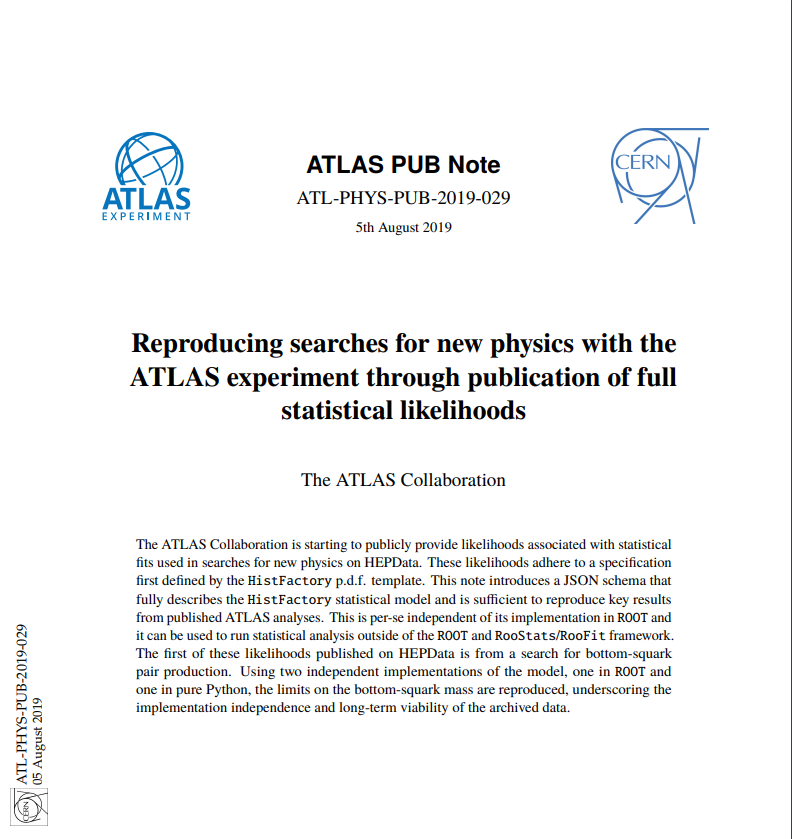 ATLAS
EXPERIMENT
ATLAS PUB Note
ATL-PHYS-PUB-2019-029
5th August 2019
CERN
Reproducing searches for new physics with the
ATLAS experiment through publication of full
statistical likelihoods
The ATLAS Collaboration
The ATLAS Collaboration is starting to publicly provide likelihoods associated with statistical
fits used in searches for new physics on HEPData. These likelihoods adhere to a specification
first defined by the HistFactory p.d.f. template. This note introduces a JSON schema that
fully describes the HistFactory statistical model and is sufficient to reproduce key results
from published ATLAS analyses. This is per-se independent of its implementation in ROOT and
it can be used to run statistical analysis outside of the ROOT and RooStats/RooFit framework.
The first of these likelihoods published on HEPData is from a search for bottom-squark
pair production. Using two independent implementations of the model, one in ROOT and
one in pure Python, the limits on the bottom-squark mass are reproduced, underscoring the
implementation independence and long-term viability of the archived data.
ATL-PHYS-PUB-2019-029
05 August 2019
CERN